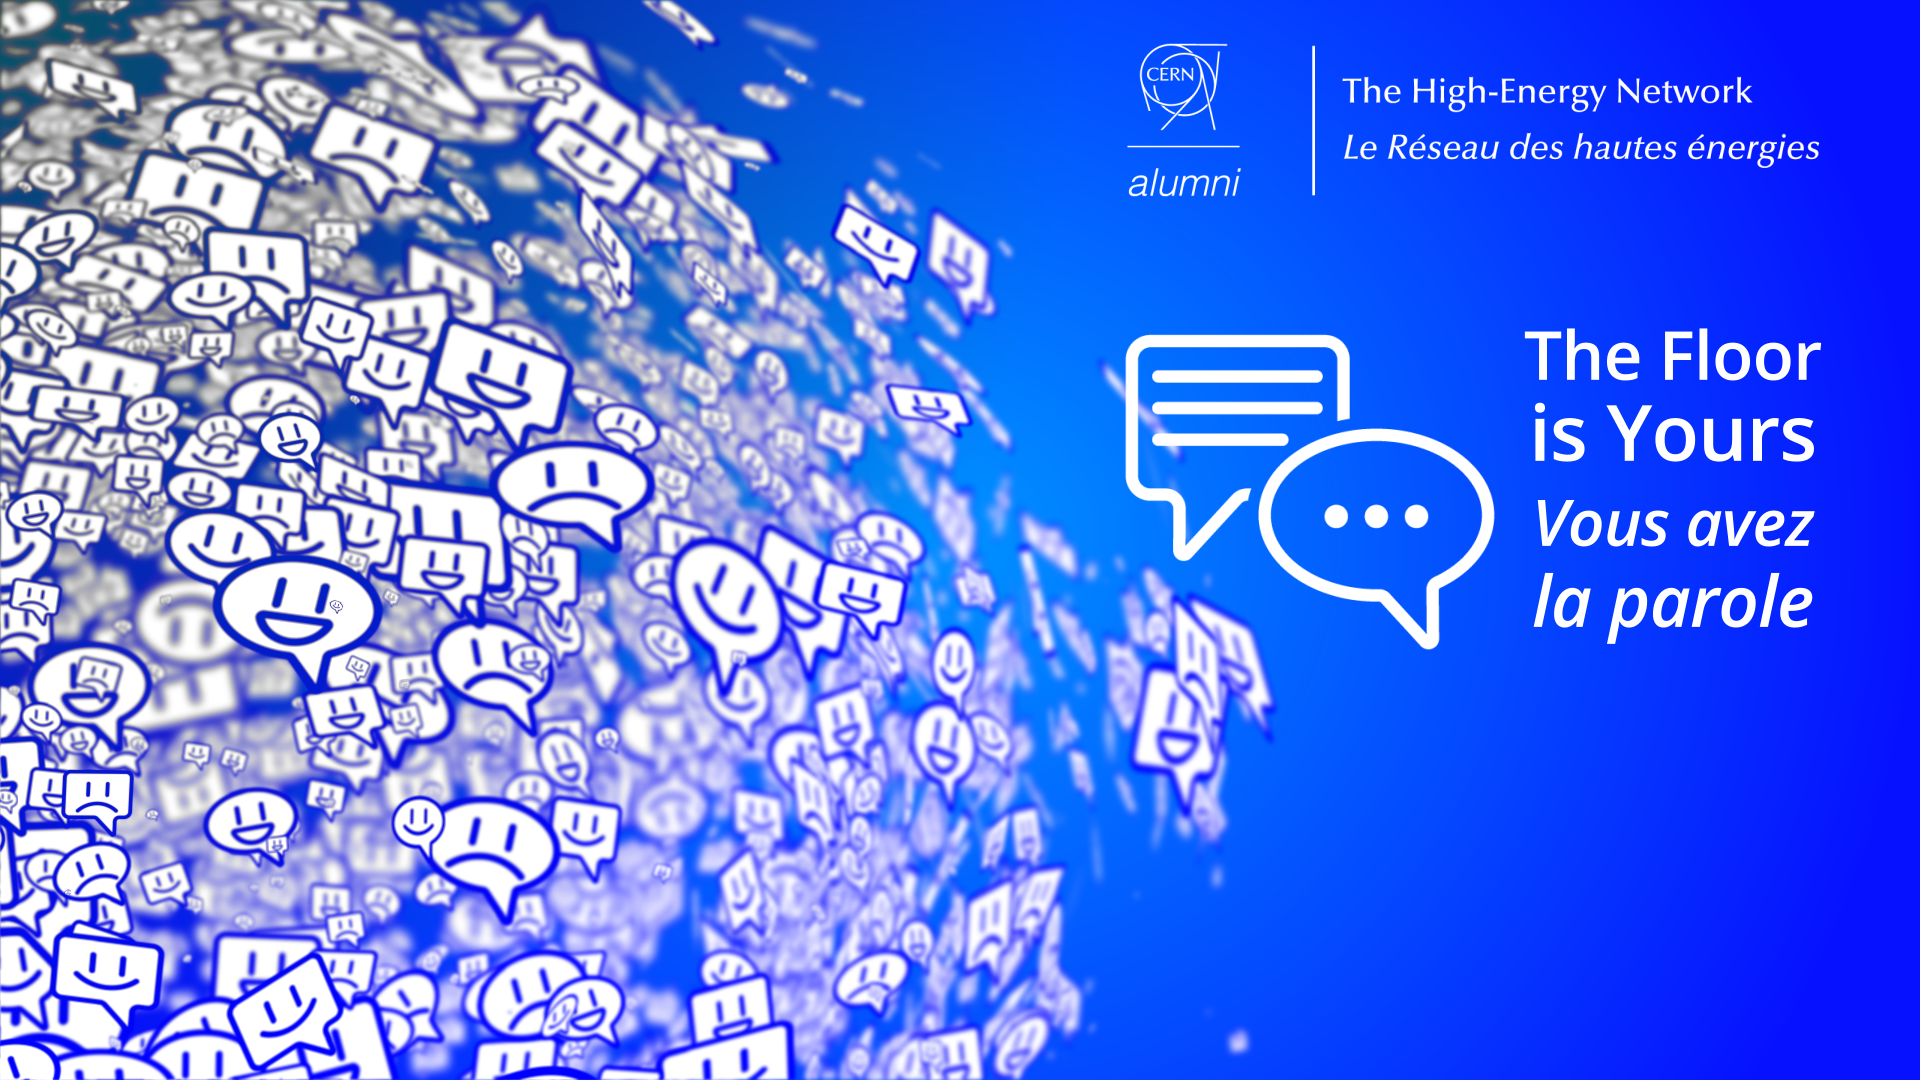 CERN
alumni
The High-Energy Network
Le Réseau des hautes énergies
The Floor
is Yours
Vous avez
la parole